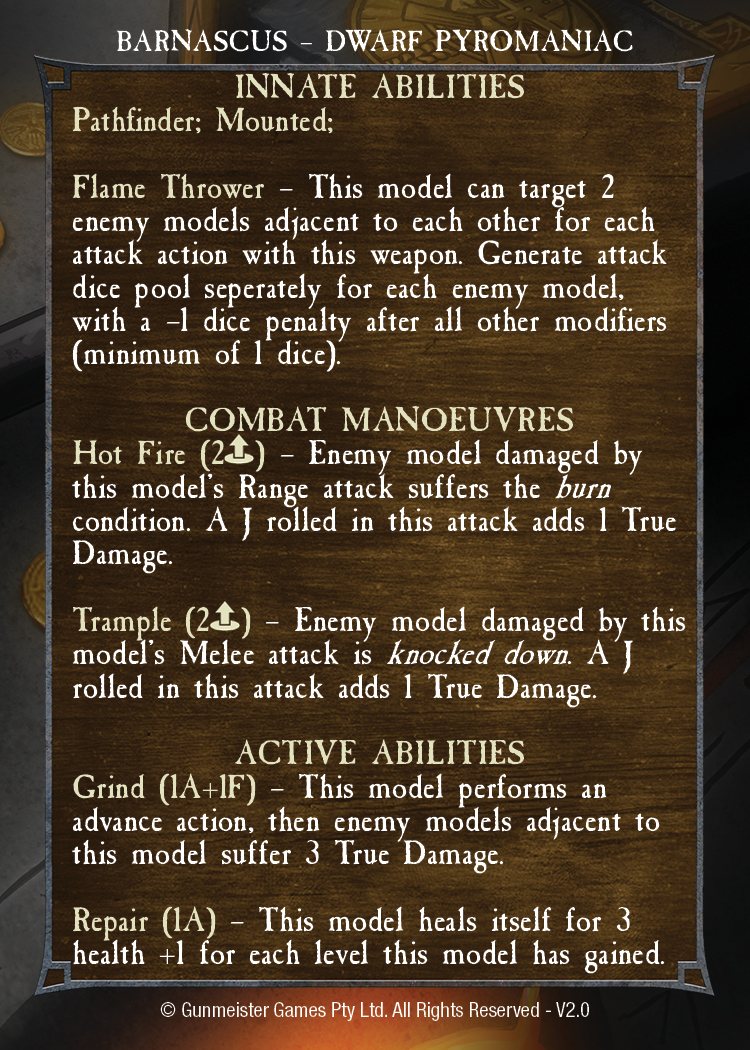 BARNASCUS – DWARF PYROMANIAC
INNATE ABILITIES
Pathfinder; Mounted;
Flame Thrower – This model can target 2
enemy models adjacent to each other for each
attack action with this weapon. Generate attack
dice pool seperately for each enemy model,
with a –1 dice penalty after all other modifiers
(minimum of 1 dice).
COMBAT MANOEUVRES
Hot Fire (2) – Enemy model damaged by
this model's Range attack suffers the burn
condition. A J rolled in this attack adds 1 True
Damage.
Trample (2) – Enemy model damaged by this
model's Melee attack is knocked down. A J
rolled in this attack adds 1 True Damage.
ACTIVE ABILITIES
Grind (1A+1F) – This model performs an
advance action, then enemy models adjacent to
this model suffer 3 True Damage.
Repair (1A) – This model heals itself for 3
health +1 for each level this model has gained.
© Gunmeister Games Pty Ltd. All Rights Reserved - V2.0